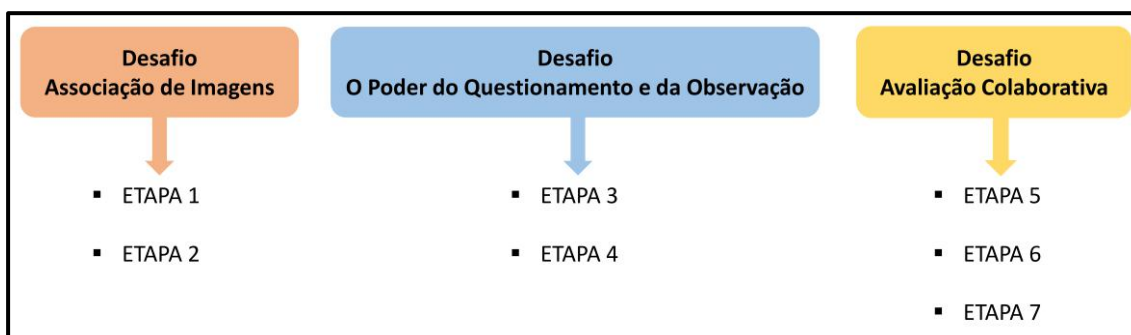 Desafio
Associação de Imagens
▪ ETAPA 1
▪ ETAPA 2
Desafio
O Poder do Questionamento e da Observação
▪ ETAPA 3
▪ ETAPA 4
Desafio
Avaliação Colaborativa
▪ ETAPA 5
▪ ETAPA 6
▪ ETAPA 7